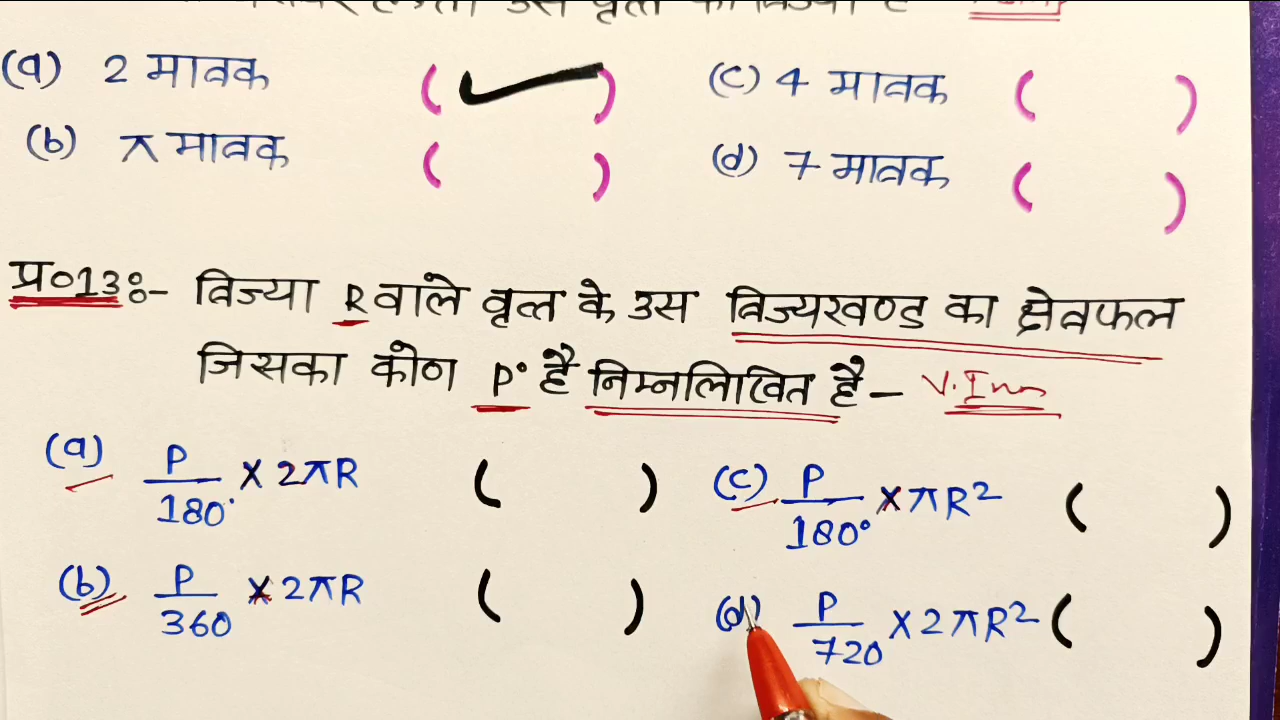 (a) 2 मात्रक ( ✓ ) (c) 4 मात्रक ( )
(b) π मात्रक ( ) (d) 7 मात्रक ( )
प्र०13:- त्रिज्या R वाले वृत्त के उस त्रिज्यखण्ड का क्षेत्रफल
जिसका कोण P° है निम्नलिखित है -
(a) P/180° × 2πR ( ) (c) P/180° × πR² ( )
(b) P/360 × 2πR ( ) (d) P/720 × 2πR² ( )